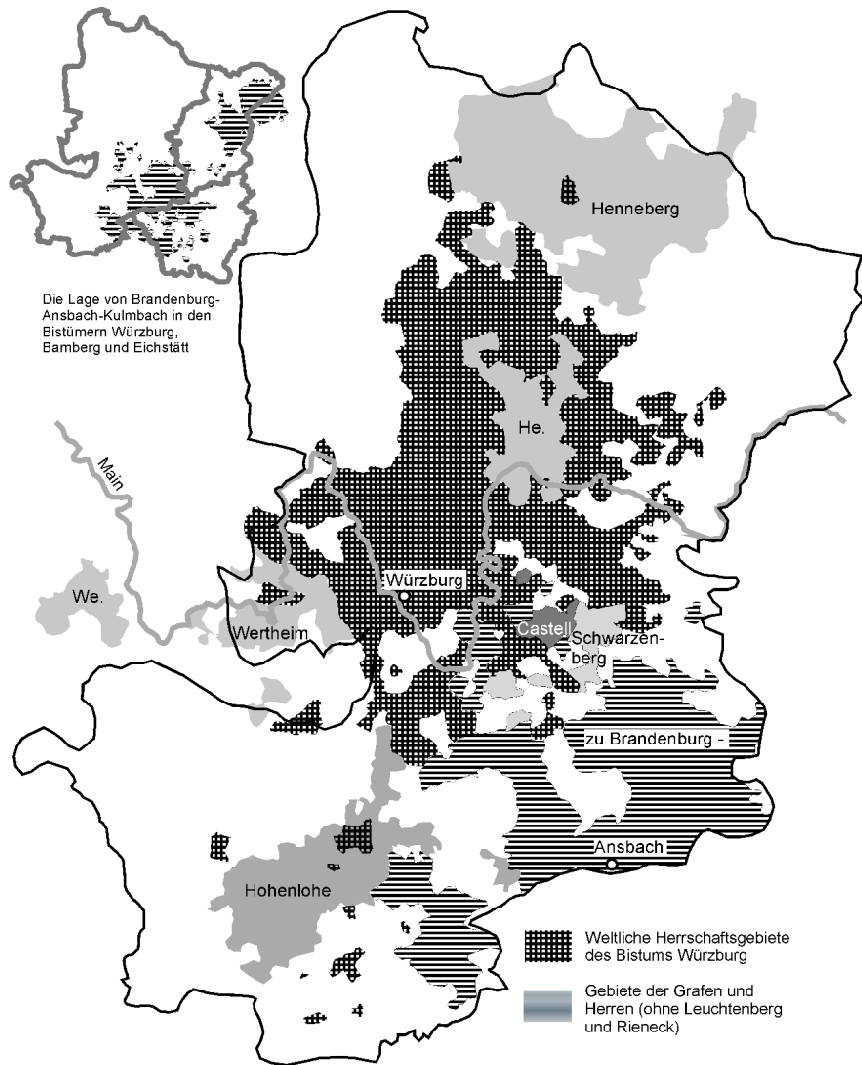 Henneberg
Die Lage von Brandenburg-
Ansbach-Kulmbach in den
Bistümern Würzburg,
Bamberg und Eichstätt
He.
Main
Würzburg
We.
Wertheim
Castell
Schwarzen-
berg
zu Brandenburg -
Ansbach
Hohenlohe
Weltliche Herrschaftsgebiete
des Bistums Würzburg
Gebiete der Grafen und
Herren (ohne Leuchtenberg
und Rieneck)